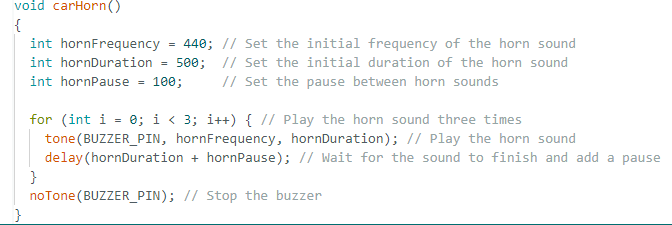 void carHorn()
{
  int hornFrequency = 440; // Set the initial frequency of the horn sound
  int hornDuration = 500;  // Set the initial duration of the horn sound
  int hornPause = 100;     // Set the pause between horn sounds

  for (int i = 0; i < 3; i++) { // Play the horn sound three times
    tone(BUZZER_PIN, hornFrequency, hornDuration); // Play the horn sound
    delay(hornDuration + hornPause); // Wait for the sound to finish and add a pause
  }
  noTone(BUZZER_PIN); // Stop the buzzer
}